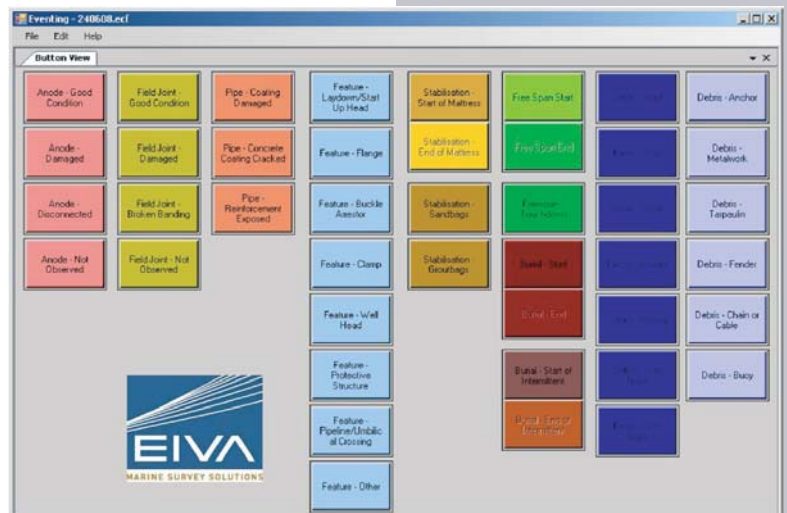 Eventing - 240608.ecf
File Edit Help
Button View
Anode - Good
Condition
Anode -
Damaged
Anode -
Disconnected
Anode - Not
Observed
Field Joint -
Good Condition
Field Joint -
Damaged
Field Joint -
Broken Banding
Field Joint - Not
Observed
Pipe - Coating
Damaged
Pipe - Concrete
Coating Cracked
Pipe -
Reinforcement
Exposed
Feature -
Laydown/Start
Up Head
Feature - Flange
Feature - Buckle
Arrestor
Feature - Clamp
Feature - Well
Head
Feature -
Protective
Structure
Feature -
Pipeline/Umbilic
al Crossing
Feature - Other
Stabilisation -
Start of Mattress
Stabilisation -
End of Mattress
Stabilisation -
Sandbags
Stabilisation -
Groutbags
Free Span Start
Free Span End
Burial - Start
Burial - End
Burial - Start of
Intermittent
Burial - End of
Intermittent
Debris - Anchor
Debris -
Metalwork
Debris -
Tarpaulin
Debris - Fender
Debris - Chain or
Cable
Debris - Buoy
EIVA
MARINE SURVEY SOLUTIONS